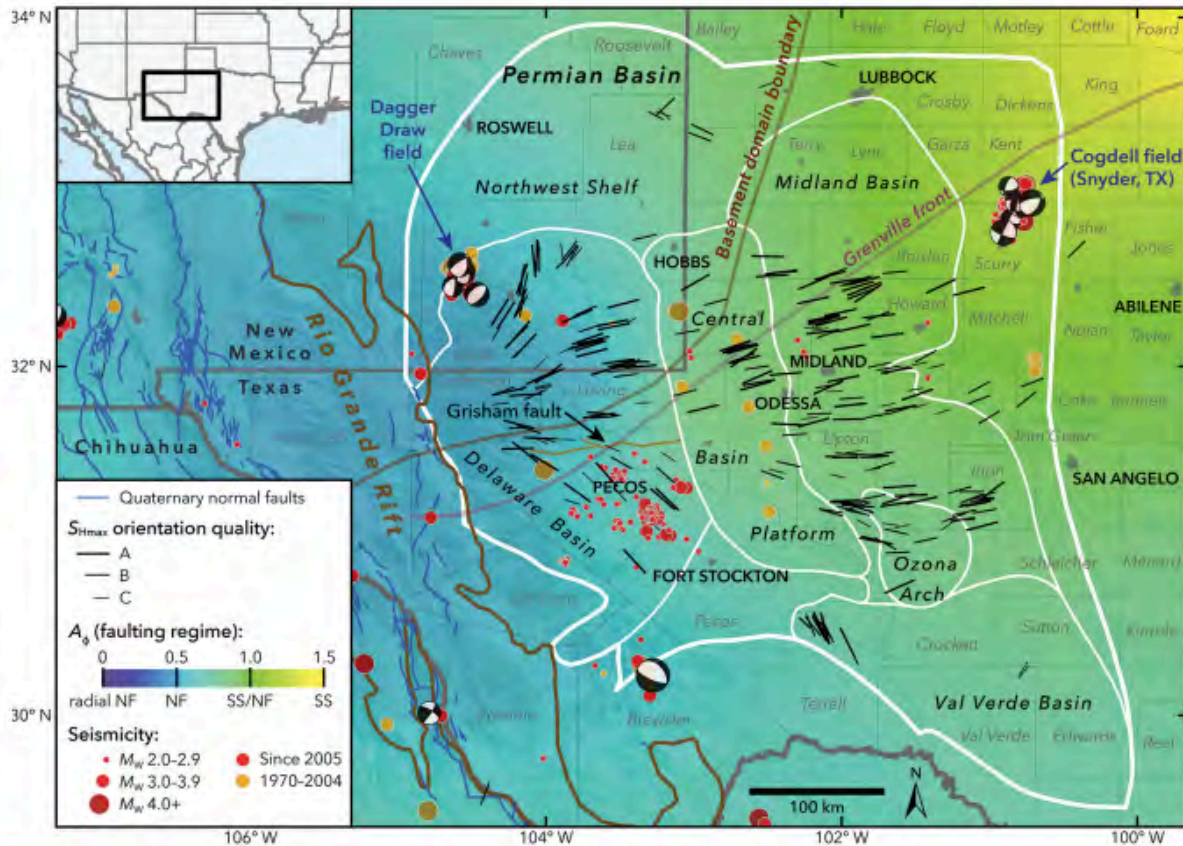 34° N
32° N
30° N
106° W
104° W
102° W
100° W
Permian Basin
Basement domain boundary
Dagger
Draw
field
ROSWELL
LUBBOCK
Chaves
Roosevelt
Bailey
Hale
Floyd
Motley
Cottle
Foard
King
Crosby
Dickens
Lea
Terry
Lynn
Garza
Kent
Northwest Shelf
Midland Basin
Cogdell field
(Snyder, TX)
Grenville front
Fisher
Jones
HOBBS
Scurry
Howard
Mitchell
ABILENE
Nolan
Taylor
New
Mexico
Texas
Rio Grande Rift
Central
MIDLAND
Loving
ODESSA
Coke
Runnels
Grisham fault
Chihuahua
Upton
Tom Green
Basin
PECOS
Irion
SAN ANGELO
Delaware Basin
Platform
Ozona
Arch
Schleicher
Menard
FORT STOCKTON
Pecos
Crockett
Sutton
Kimble
Brewster
Terrell
Val Verde Basin
Val Verde
Edwards
Real
Quaternary normal faults
SHmax orientation quality:
A
B
C
Aϕ (faulting regime):
0 0.5 1.0 1.5
radial NF NF SS/NF SS
Seismicity:
Mw 2.0-2.9
Mw 3.0-3.9
Mw 4.0+
Since 2005
1970-2004
N
100 km